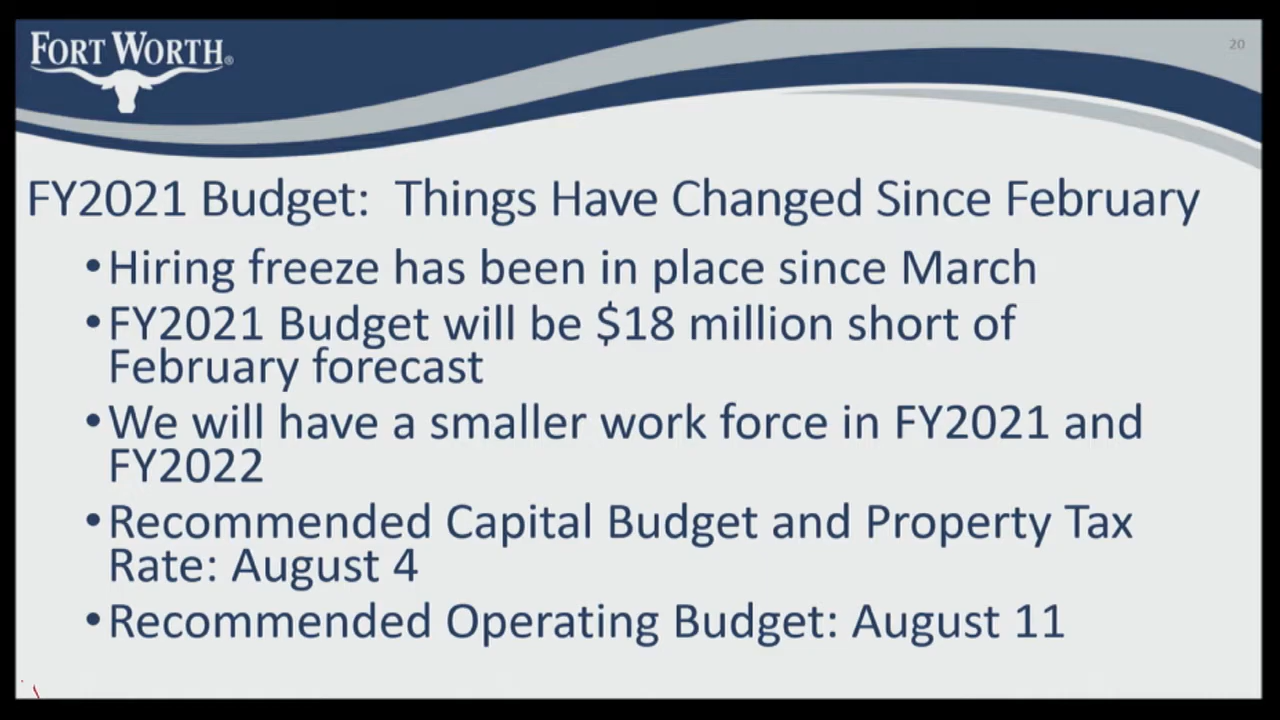 FORT WORTH®
20
FY2021 Budget: Things Have Changed Since February
•Hiring freeze has been in place since March
•FY2021 Budget will be $18 million short of
February forecast
•We will have a smaller work force in FY2021 and
FY2022
•Recommended Capital Budget and Property Tax
Rate: August 4
•Recommended Operating Budget: August 11